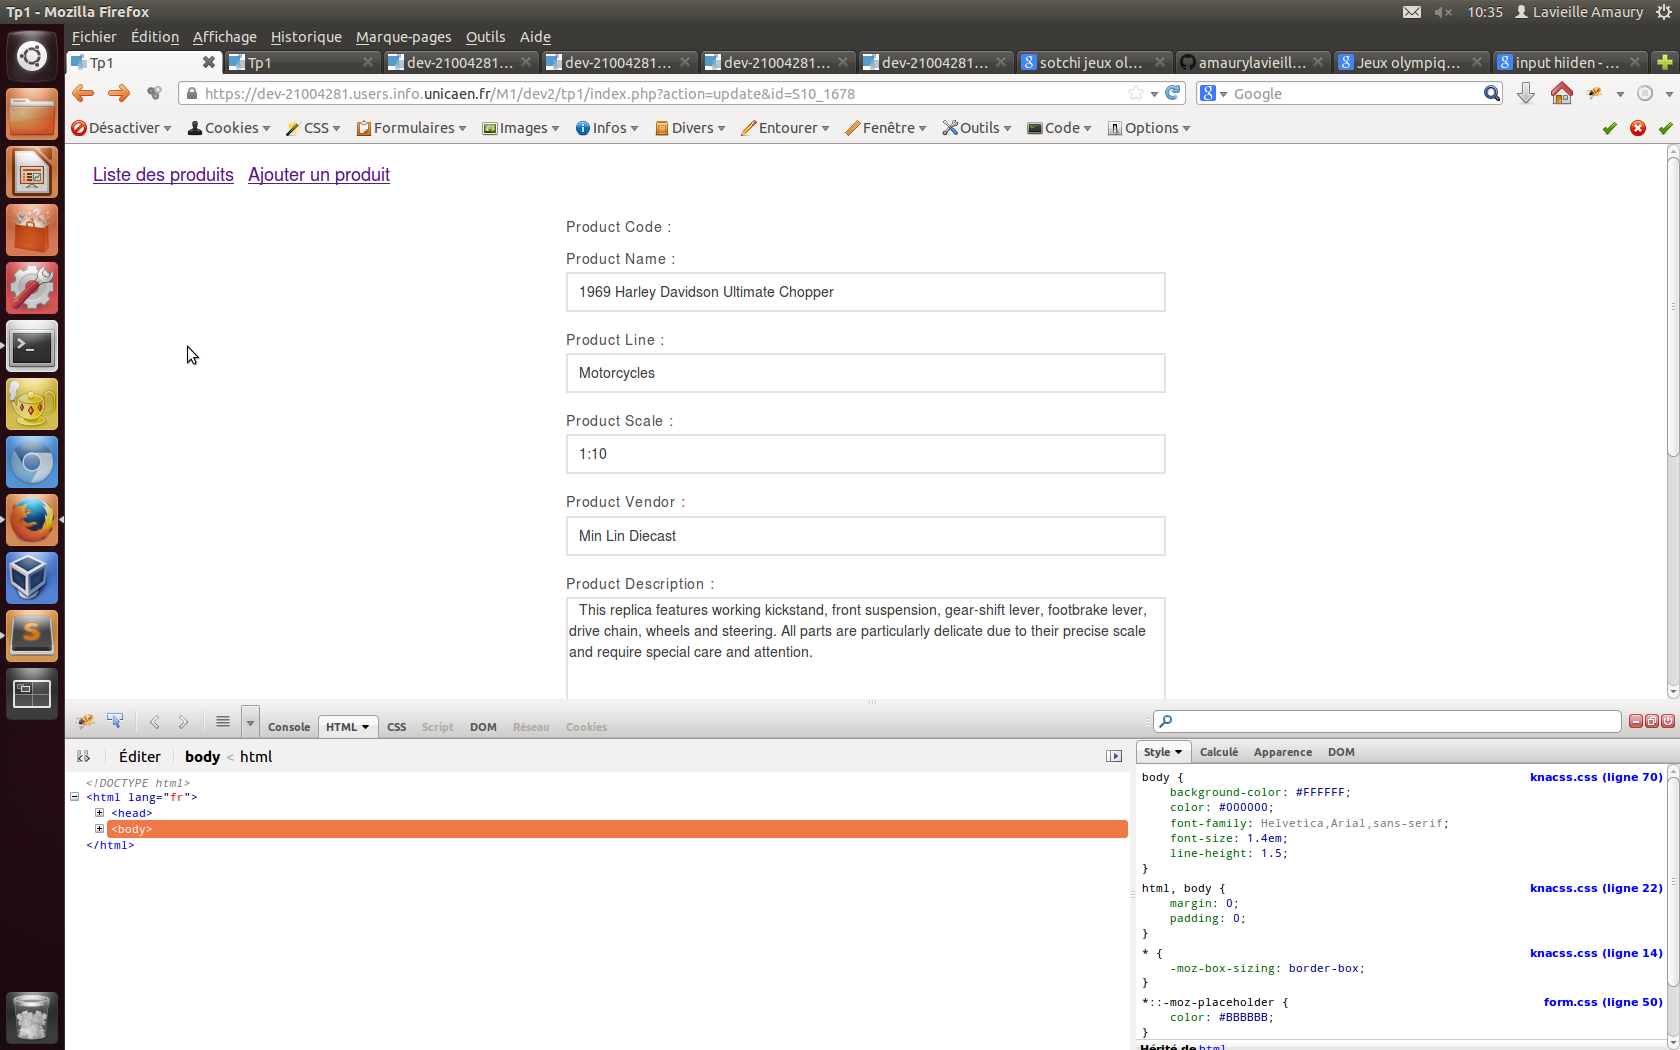 Tp1 - Mozilla Firefox
10:35 Lavieille Amaury
Fichier Édition Affichage Historique Marque-pages Outils Aide
Tp1 Tp1 dev-21004281... dev-21004281... dev-21004281... dev-21004281... sotchi jeux ol... amaurylavieill... Jeux olympiq... input hiiden - ...
https://dev-21004281.users.info.unicaen.fr/M1/dev2/tp1/index.php?action=update&id=S10_1678
Google
Désactiver Cookies CSS Formulaires Images Infos Divers Entourer Fenêtre Outils Code Options
Liste des produits Ajouter un produit
Product Code :
Product Name :
1969 Harley Davidson Ultimate Chopper
Product Line :
Motorcycles
Product Scale :
1:10
Product Vendor :
Min Lin Diecast
Product Description :
This replica features working kickstand, front suspension, gear-shift lever, footbrake lever,
drive chain, wheels and steering. All parts are particularly delicate due to their precise scale
and require special care and attention.
Console HTML CSS Script DOM Réseau Cookies
Éditer body < html
<!DOCTYPE html>
<html lang="fr">
<head>
<body>
</html>
Style Calculé Apparence DOM
body { knacss.css (ligne 70)
background-color: #FFFFFF;
color: #000000;
font-family: Helvetica,Arial,sans-serif;
font-size: 1.4em;
line-height: 1.5;
}
html, body { knacss.css (ligne 22)
margin: 0;
padding: 0;
}
* { knacss.css (ligne 14)
-moz-box-sizing: border-box;
}
*::-moz-placeholder { form.css (ligne 50)
color: #BBBBBB;
}
Hérité de html